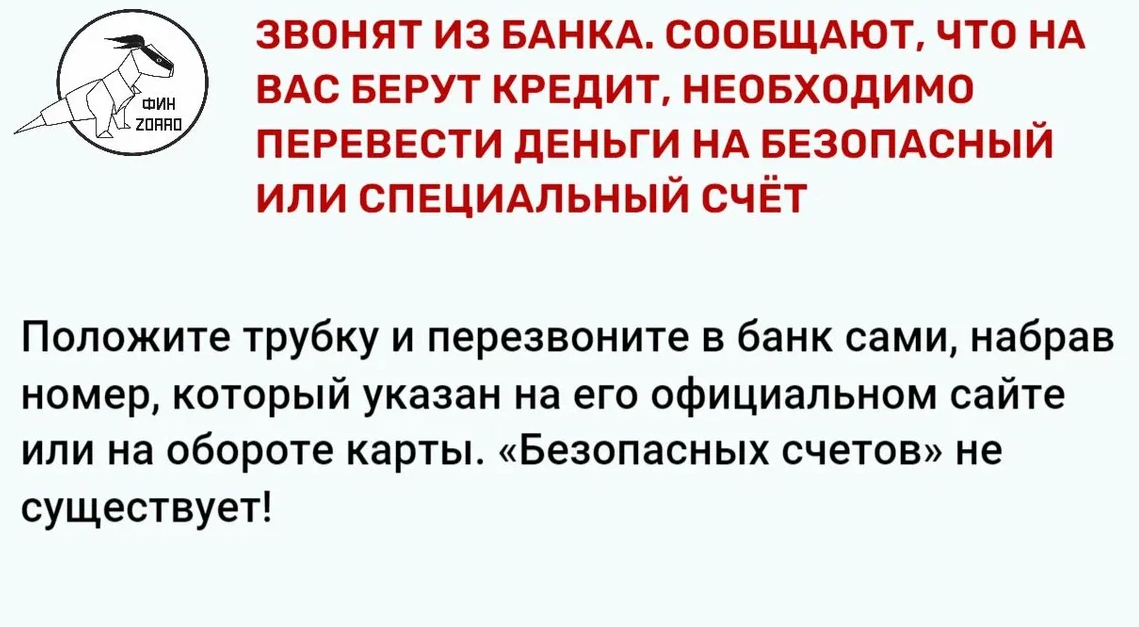 ФИН
ZORRO
ЗВОНЯТ ИЗ БАНКА. СООБЩАЮТ, ЧТО НА
ВАС БЕРУТ КРЕДИТ, НЕОБХОДИМО
ПЕРЕВЕСТИ ДЕНЬГИ НА БЕЗОПАСНЫЙ
ИЛИ СПЕЦИАЛЬНЫЙ СЧЁТ
Положите трубку и перезвоните в банк сами, набрав
номер, который указан на его официальном сайте
или на обороте карты. «Безопасных счетов» не
существует!